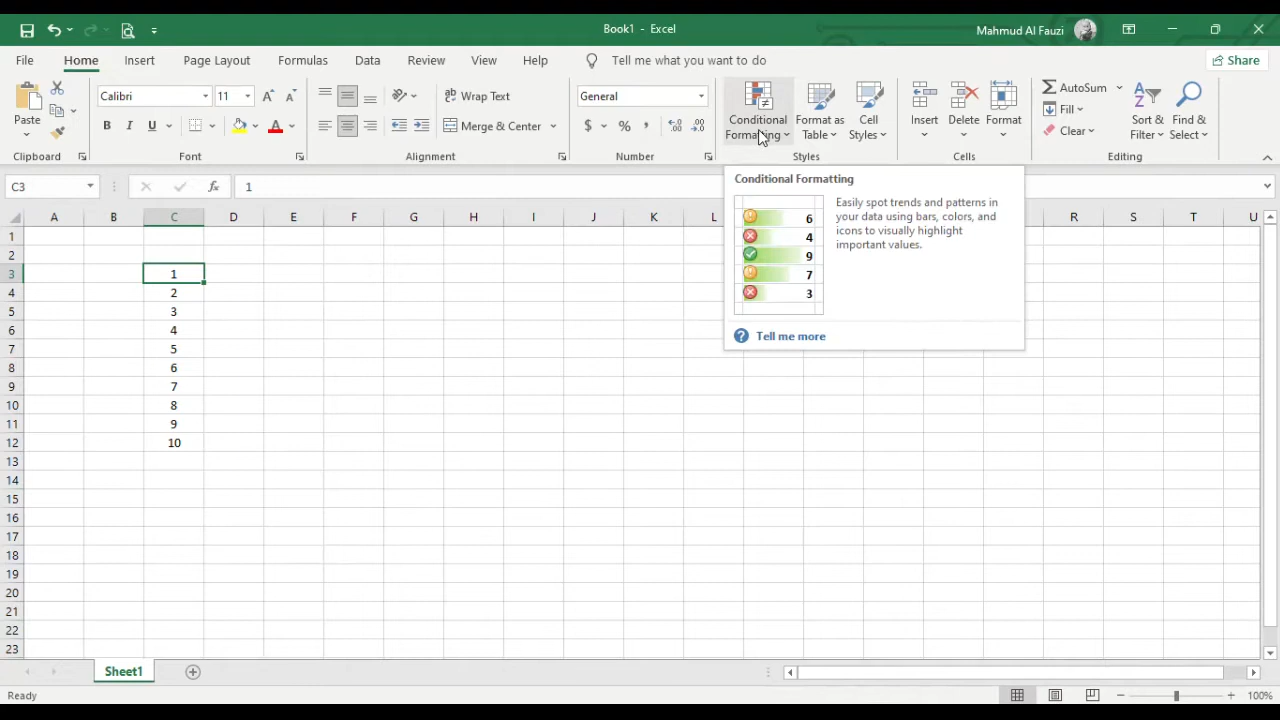 Book1 - Excel
Mahmud Al Fauzi
File Home Insert Page Layout Formulas Data Review View Help Tell me what you want to do Share
Paste
Clipboard
Calibri 11
B I U A
Font
Wrap Text
Merge & Center
Alignment
General
$ % ,
Number
Conditional Formatting
Format as Table
Cell Styles
Styles
Insert Delete Format
Cells
AutoSum
Fill
Clear
Sort & Filter
Find & Select
Editing
C3 fx 1
Conditional Formatting
6
4
9
7
3
Easily spot trends and patterns in
your data using bars, colors, and
icons to visually highlight
important values.
Tell me more
A B C D E F G H I J K L R S T U
1
2
3 1
4 2
5 3
6 4
7 5
8 6
9 7
10 8
11 9
12 10
13
14
15
16
17
18
19
20
21
22
23
Sheet1
Ready 100%